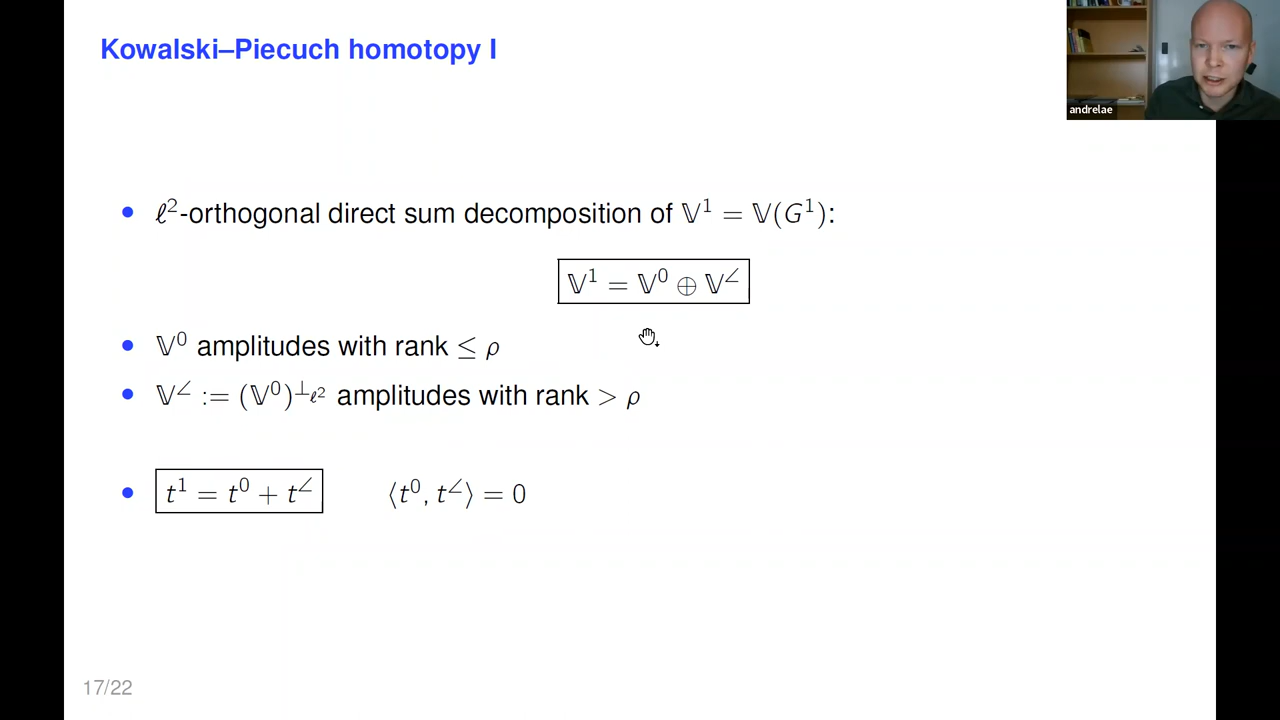 Kowalski–Piecuch homotopy I
andrelae
• ℓ²-orthogonal direct sum decomposition of 𝕍¹ = 𝕍(G¹):
𝕍¹ = 𝕍⁰ ⊕ 𝕍^∠
• 𝕍⁰ amplitudes with rank ≤ ρ
• 𝕍^∠ := (𝕍⁰)^{⊥_{ℓ²}} amplitudes with rank > ρ
• t¹ = t⁰ + t^∠ ⟨t⁰, t^∠⟩ = 0
17/22